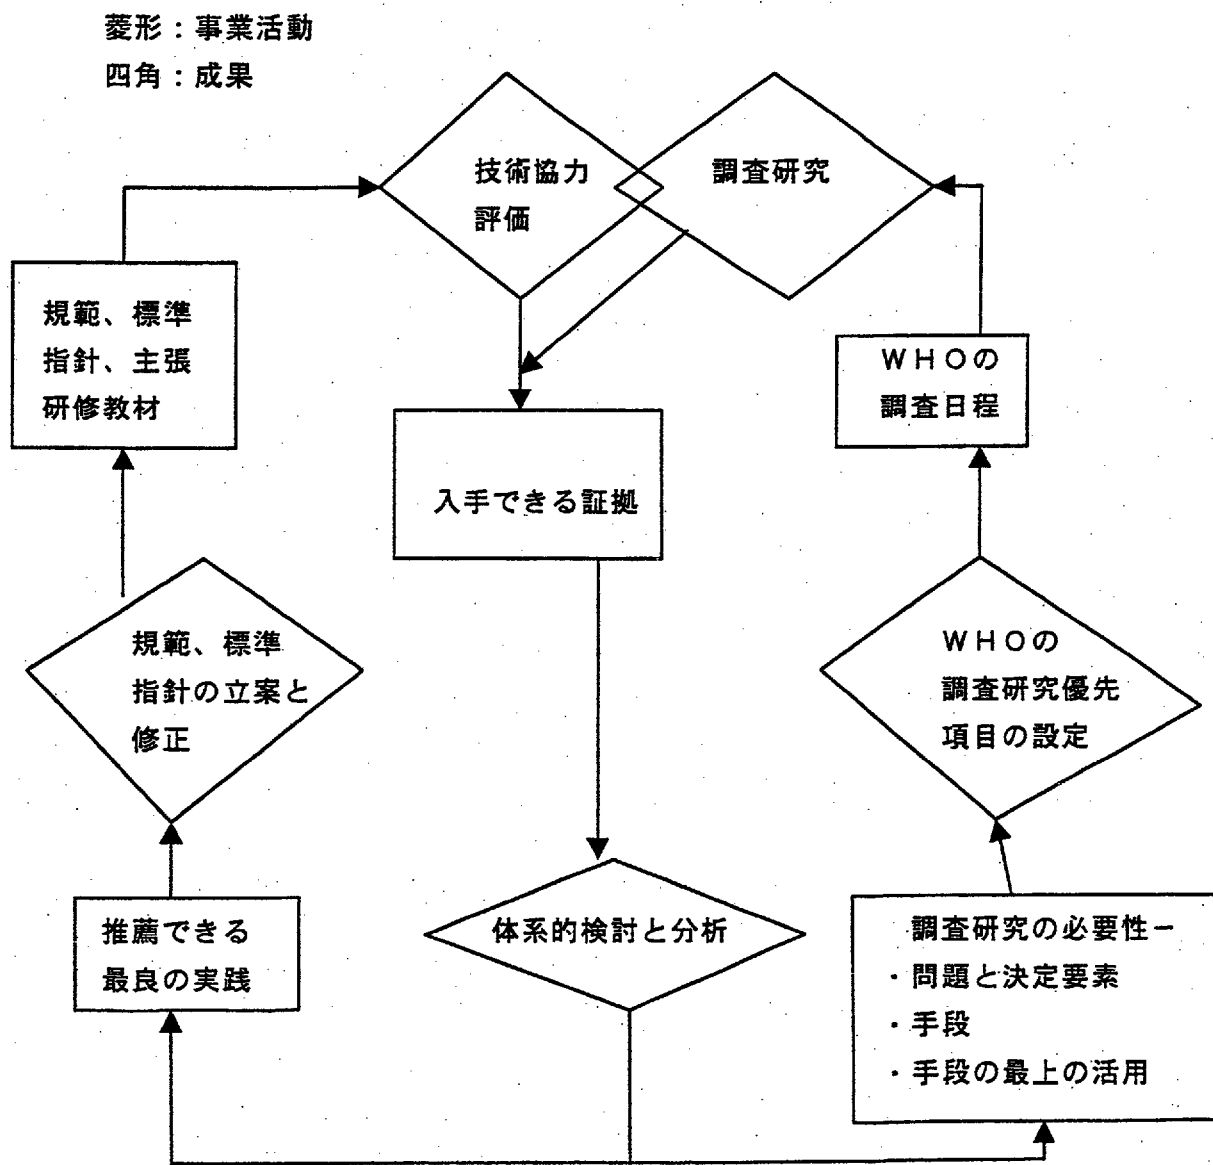 菱形：事業活動
四角：成果
技術協力
評価
調査研究
規範、標準
指針、主張
研修教材
ＷＨＯの
調査日程
入手できる証拠
規範、標準
指針の立案と
修正
ＷＨＯの
調査研究優先
項目の設定
推薦できる
最良の実践
体系的検討と分析
調査研究の必要性－
・問題と決定要素
・手段
・手段の最上の活用